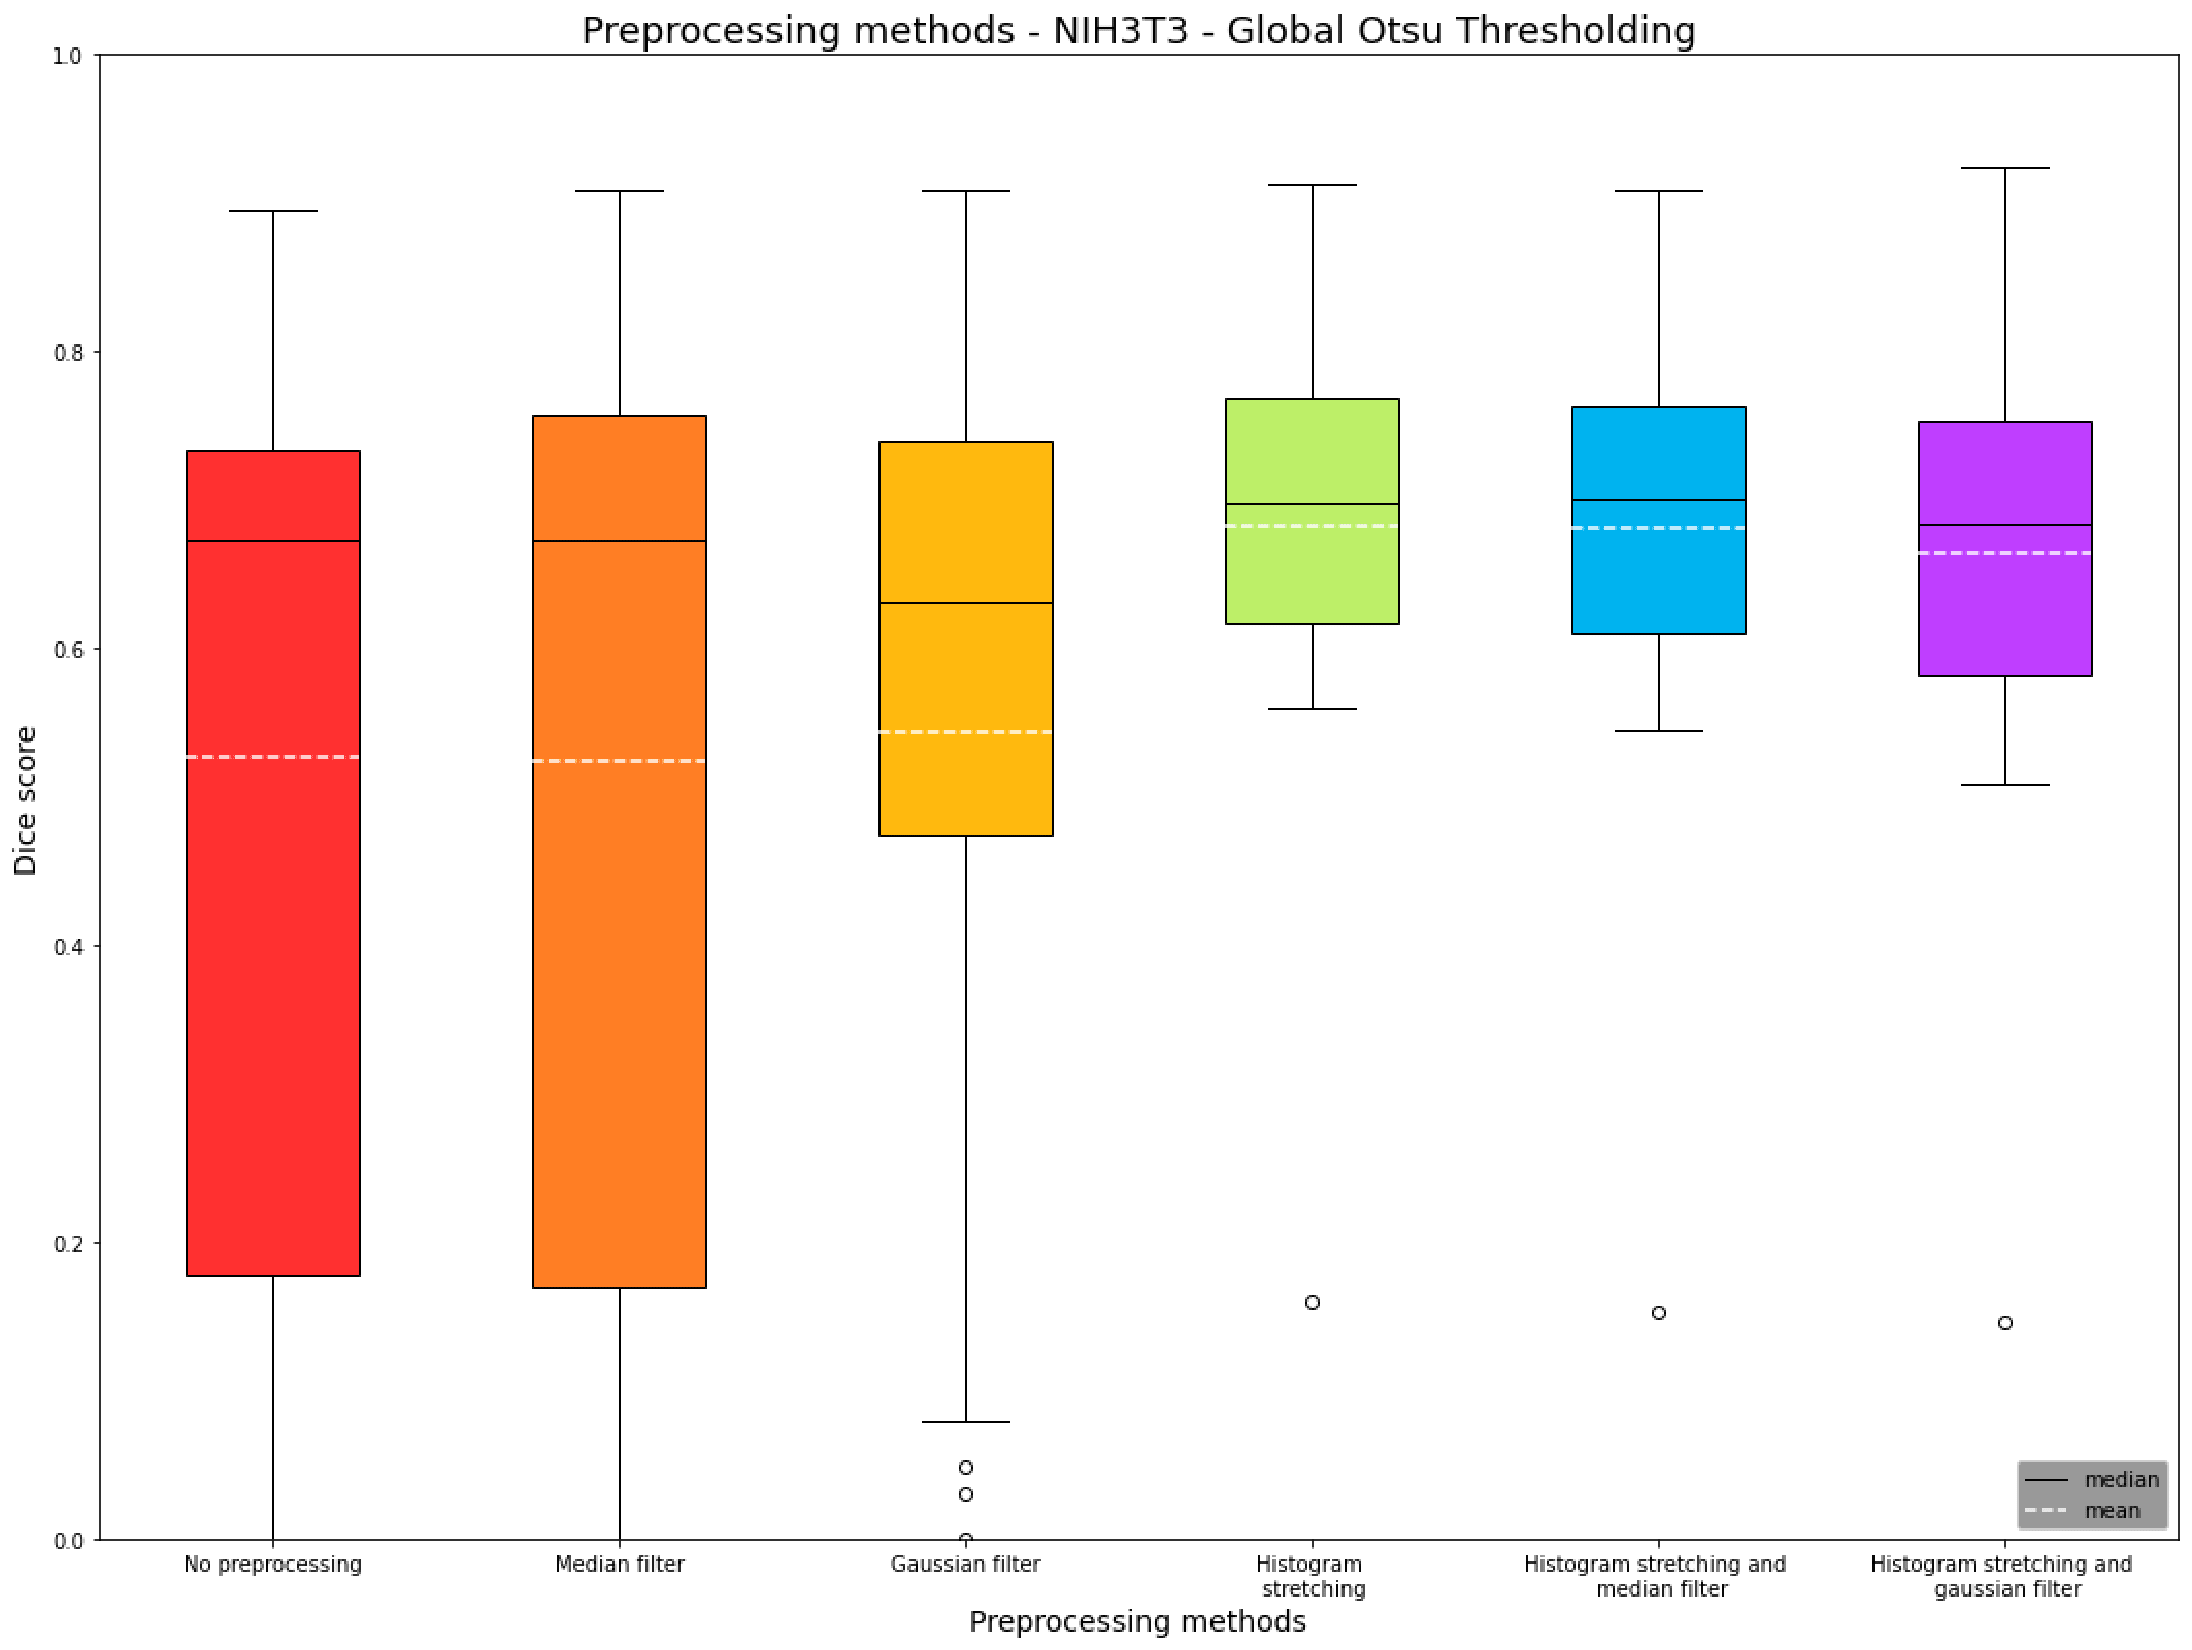 Preprocessing methods - NIH3T3 - Global Otsu Thresholding
1.0
0.8
0.6
0.4
0.2
0.0
Dice score
No preprocessing
Median filter
Gaussian filter
Histogram
stretching
Histogram stretching and
median filter
Histogram stretching and
gaussian filter
Preprocessing methods
median
mean